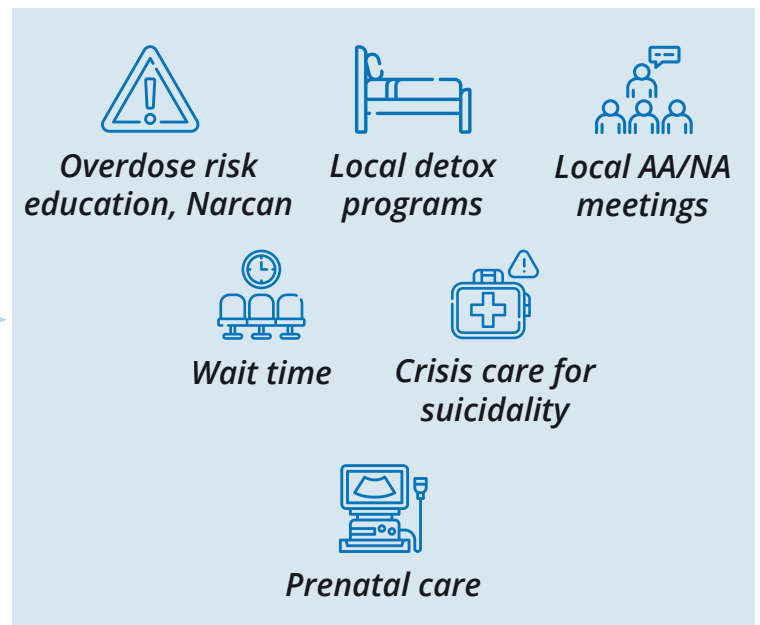 Overdose risk
education, Narcan
Local detox
programs
Local AA/NA
meetings
Wait time
Crisis care for
suicidality
Prenatal care